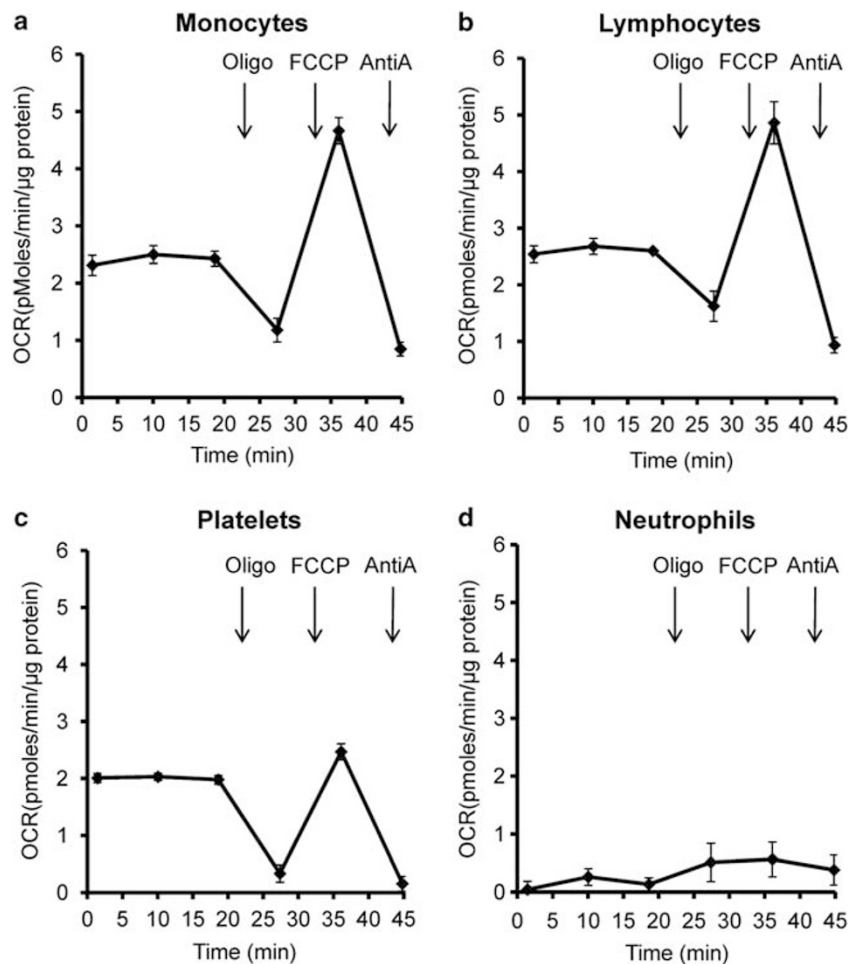 a Monocytes
OCR(pMoles/min/µg protein)
6
5
4
3
2
1
0
Oligo FCCP AntiA
0 5 10 15 20 25 30 35 40 45
Time (min)
b Lymphocytes
OCR(pmoles/min/µg protein)
6
5
4
3
2
1
0
Oligo FCCP AntiA
0 5 10 15 20 25 30 35 40 45
Time (min)
c Platelets
OCR(pmoles/min/µg protein)
6
5
4
3
2
1
0
Oligo FCCP AntiA
0 5 10 15 20 25 30 35 40 45
Time (min)
d Neutrophils
OCR(pmoles/min/µg protein)
6
5
4
3
2
1
0
Oligo FCCP AntiA
0 5 10 15 20 25 30 35 40 45
Time (min)